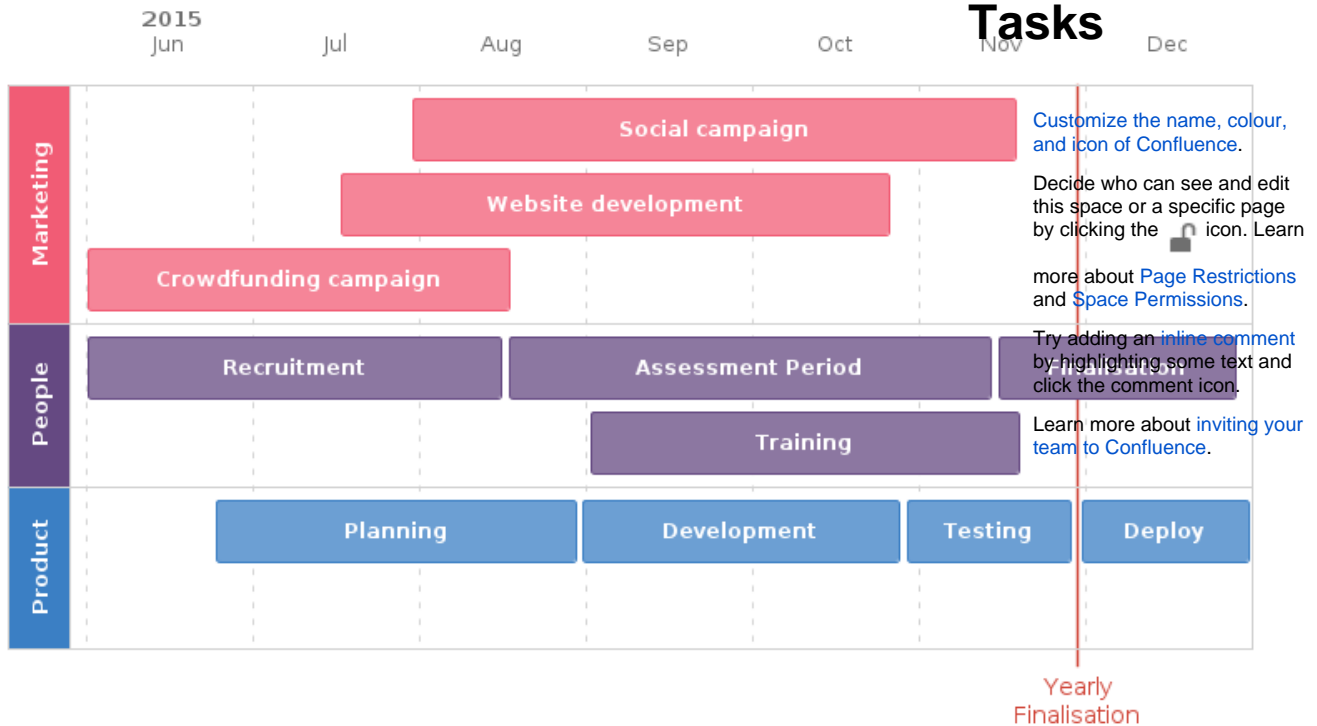 Tasks
2015
Jun Jul Aug Sep Oct Nov Dec
Marketing
Social campaign
Website development
Crowdfunding campaign
People
Recruitment
Assessment Period
Finalisation
Training
Product
Planning
Development
Testing
Deploy
Yearly
Finalisation
Customize the name, colour,
and icon of Confluence.
Decide who can see and edit
this space or a specific page
by clicking the icon. Learn
more about Page Restrictions
and Space Permissions.
Try adding an inline comment
by highlighting some text and
click the comment icon.
Learn more about inviting your
team to Confluence.